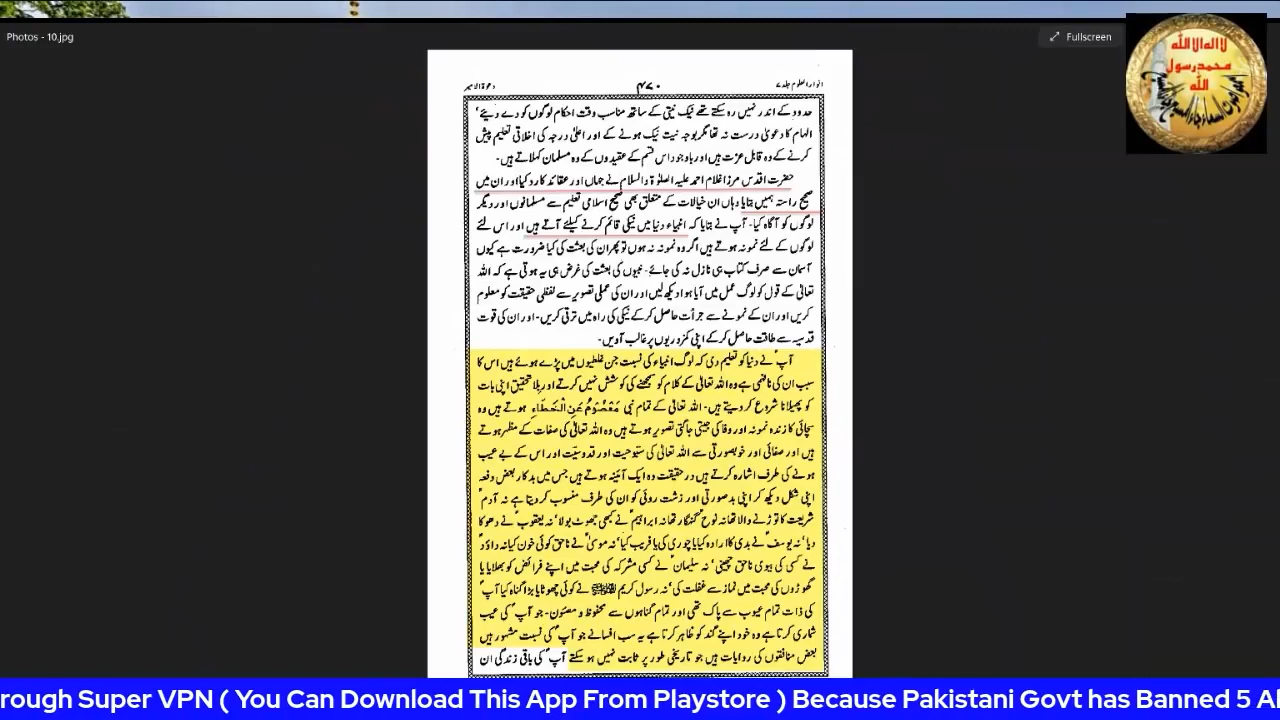 Photos - 10.jpg
Fullscreen
لا اله الا الله
محمد رسول
الله
انوار العلوم جلد ۷
۴۷۰
دعوۃ الامیر
حدود کے اندر نہیں رہ سکتے تھے نیک نیتی کے ساتھ مناسب وقت احکام لوگوں کو دے دیئے‘
الہام کا دعویٰ درست نہ تھا مگر بوجہ نیت نیک ہونے کے اور اعلیٰ درجہ کی اخلاقی تعلیم پیش
کرنے کے وہ قابل عزت ہیں اور باوجود اس قسم کے عقیدوں کے وہ مسلمان کہلاتے ہیں۔
حضرت اقدس مرزا غلام احمد علیہ الصلوٰۃ والسلام نے جہاں اور عقائد کا رد کیا اور ان میں
صحیح راستہ ہمیں بتایا وہاں ان خیالات کے متعلق بھی صحیح اسلامی تعلیم سے مسلمانوں اور دیگر
لوگوں کو آگاہ کیا۔ آپ نے بتایا کہ انبیاء دنیا میں نیکی قائم کرنے کیلئے آتے ہیں اور اس لئے
لوگوں کے لئے نمونہ ہوتے ہیں اگر وہ نمونہ نہ ہوں تو پھر ان کی بعثت کی کیا ضرورت ہے کیوں
آسمان سے صرف کتاب ہی نازل نہ کی جائے۔ نبیوں کی بعثت کی غرض ہی یہ ہوتی ہے کہ اللہ
تعالیٰ کے قول کو لوگ عمل میں آیا ہوا دیکھ لیں اور ان کی عملی تصویر سے لفظی حقیقت کو معلوم
کریں اور ان کے نمونے سے جرأت حاصل کر کے نیکی کی راہ میں ترقی کریں۔ اور ان کی قوت
قدسیہ سے طاقت حاصل کر کے اپنی کمزوریوں پر غالب آویں۔
آپؑ نے دنیا کو تعلیم دی کہ لوگ انبیاء کی نسبت جن غلطیوں میں پڑے ہوئے ہیں اس کا
سبب ان کی نافہمی ہے وہ اللہ تعالیٰ کے کلام کو سمجھنے کی کوشش نہیں کرتے اور بلا تحقیق اپنی بات
کو پھیلانا شروع کر دیتے ہیں۔ اللہ تعالیٰ کے تمام نبی مَعْصُوْمٌ عَنِ الْخَطَاءِ ہوتے ہیں وہ
سچائی کا زندہ نمونہ اور وفا کی جیتی جاگتی تصویر ہوتے ہیں وہ اللہ تعالیٰ کی صفات کے مظہر ہوتے
ہیں اور صفائی اور خوبصورتی سے اللہ تعالیٰ کی سبوحیت اور قدوسیّت اور اس کے بے عیب
ہونے کی طرف اشارہ کرتے ہیں درحقیقت وہ ایک آئینہ ہوتے ہیں جس میں بدکار بعض دفعہ
اپنی شکل دیکھ کر اپنی بدصورتی اور زشت روئی کو ان کی طرف منسوب کر دیتا ہے نہ آدمؑ
شریعت کا توڑنے والا تھا نہ نوحؑ گنہگار تھا نہ ابراہیمؑ نے کبھی جھوٹ بولا‘ نہ یعقوبؑ نے دھوکا
دیا‘ نہ یوسفؑ نے بدی کا ارادہ کیا یا چوری کی یا فریب کیا‘ نہ موسیٰؑ نے ناحق کوئی خون کیا نہ داؤدؑ
نے کسی کی بیوی ناحق چھینی‘ نہ سلیمانؑ نے کسی مشرکہ کی محبت میں اپنے فرائض کو بھلایا یا
گھوڑوں کی محبت میں نماز سے غفلت کی‘ نہ رسول کریم ﷺ نے کوئی چھوٹا یا بڑا گناہ کیا آپؐ
کی ذات تمام عیوب سے پاک تھی اور تمام گناہوں سے محفوظ و مصئون۔ جو آپؐ کی عیب
شماری کرتا ہے وہ خود اپنے گند کو ظاہر کرتا ہے یہ سب افسانے جو آپؐ کی نسبت مشہور ہیں
بعض منافقوں کی روایات ہیں جو تاریخی طور پر ثابت نہیں ہو سکتے آپؐ کی باقی زندگی ان
rough Super VPN ( You Can Download This App From Playstore ) Because Pakistani Govt has Banned 5